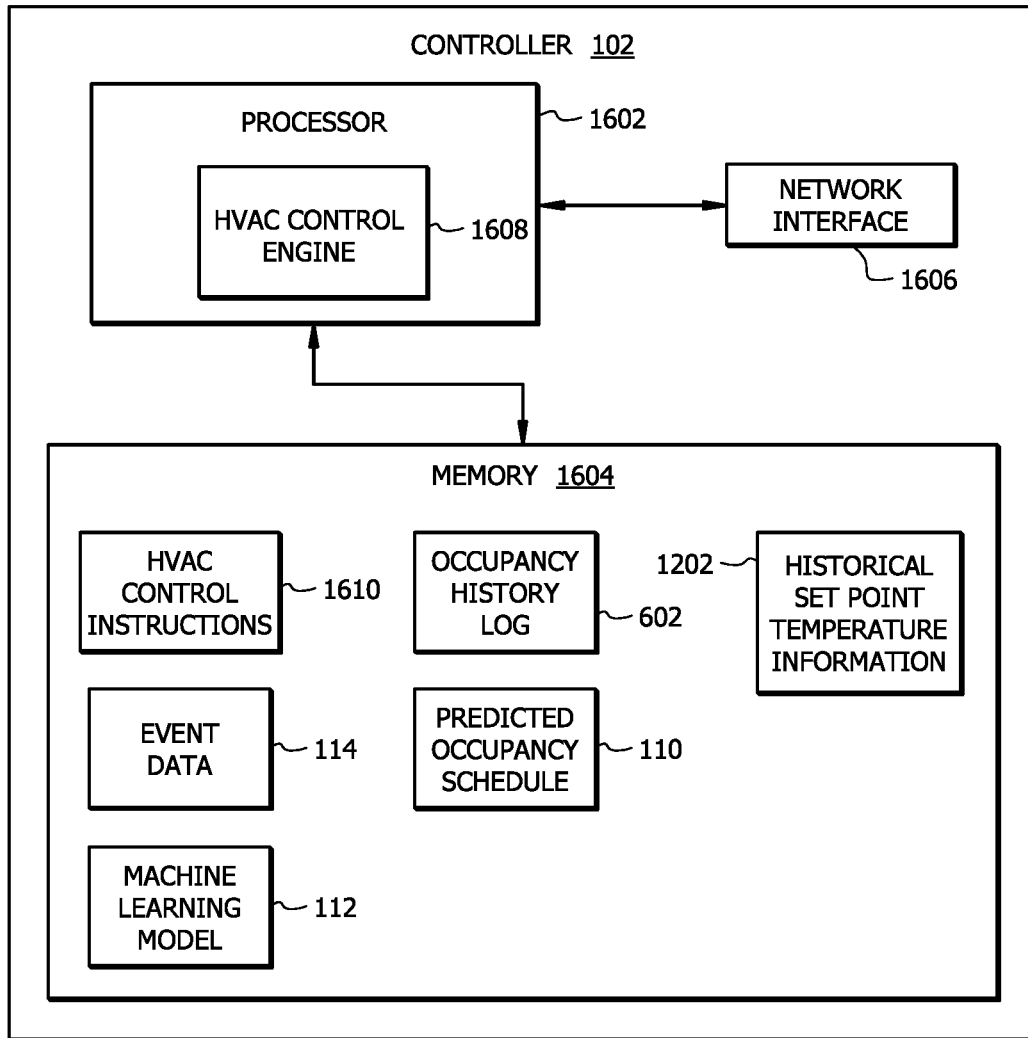 CONTROLLER 102
PROCESSOR
1602
HVAC CONTROL
ENGINE
1608
NETWORK
INTERFACE
1606
MEMORY 1604
HVAC
CONTROL
INSTRUCTIONS
1610
OCCUPANCY
HISTORY
LOG
602
1202
HISTORICAL
SET POINT
TEMPERATURE
INFORMATION
EVENT
DATA
114
PREDICTED
OCCUPANCY
SCHEDULE
110
MACHINE
LEARNING
MODEL
112